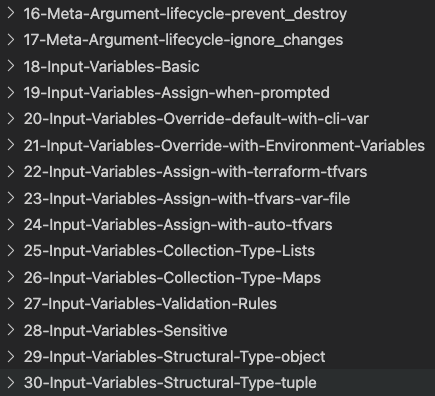 16-Meta-Argument-lifecycle-prevent_destroy
17-Meta-Argument-lifecycle-ignore_changes
18-Input-Variables-Basic
19-Input-Variables-Assign-when-prompted
20-Input-Variables-Override-default-with-cli-var
21-Input-Variables-Override-with-Environment-Variables
22-Input-Variables-Assign-with-terraform-tfvars
23-Input-Variables-Assign-with-tfvars-var-file
24-Input-Variables-Assign-with-auto-tfvars
25-Input-Variables-Collection-Type-Lists
26-Input-Variables-Collection-Type-Maps
27-Input-Variables-Validation-Rules
28-Input-Variables-Sensitive
29-Input-Variables-Structural-Type-object
30-Input-Variables-Structural-Type-tuple